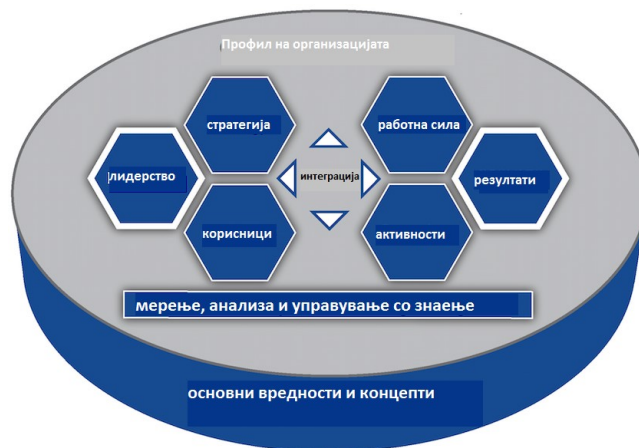 Профил на организацијата
стратегија
работна сила
лидерство
интеграција
резултати
корисници
активности
мерење, анализа и управување со знаење
основни вредности и концепти